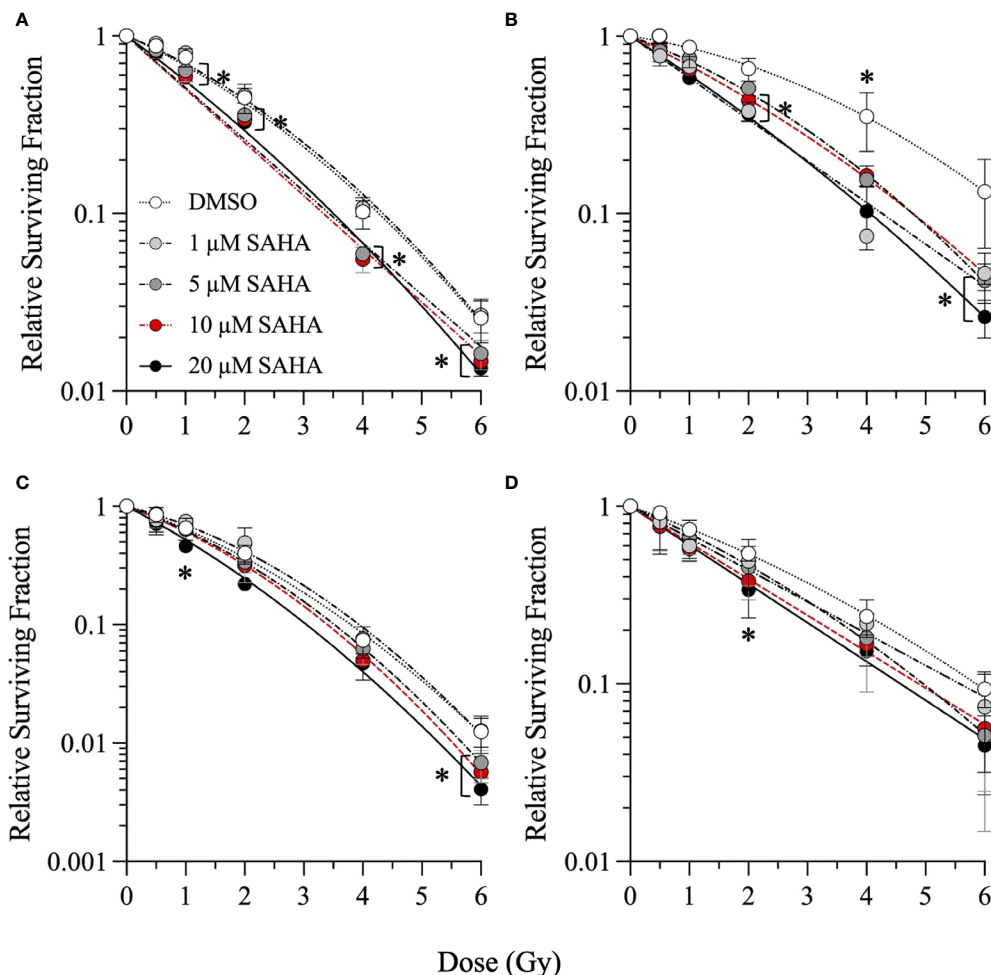 A
B
1
0.1
0.01
Relative Surviving Fraction
DMSO
1 μM SAHA
5 μM SAHA
10 μM SAHA
20 μM SAHA
*
*
*
*
0 1 2 3 4 5 6
1
0.1
0.01
Relative Surviving Fraction
*
*
*
0 1 2 3 4 5 6
C
D
1
0.1
0.01
0.001
Relative Surviving Fraction
*
*
0 1 2 3 4 5 6
1
0.1
0.01
Relative Surviving Fraction
*
0 1 2 3 4 5 6
Dose (Gy)